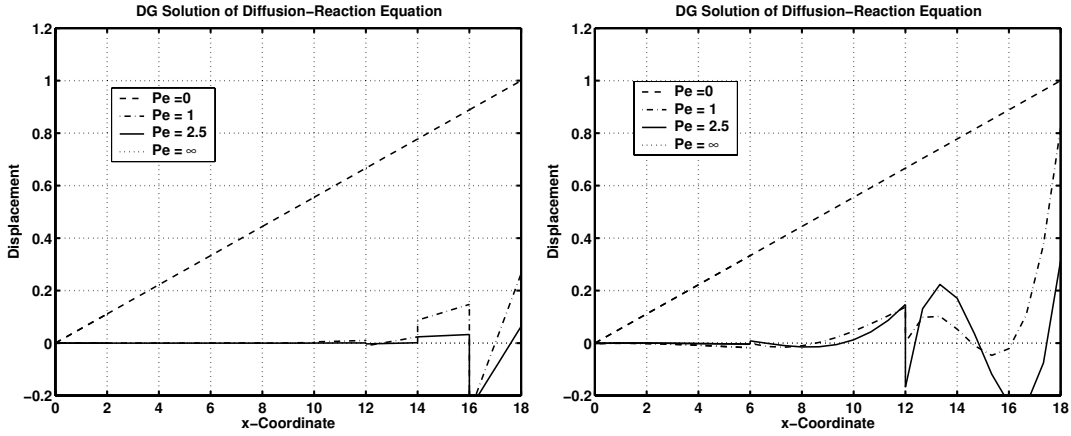 DG Solution of Diffusion−Reaction Equation
1.2
1
0.8
0.6
0.4
0.2
0
−0.2
Displacement
Pe =0
Pe = 1
Pe = 2.5
Pe = ∞
0 2 4 6 8 10 12 14 16 18
x−Coordinate
DG Solution of Diffusion−Reaction Equation
1.2
1
0.8
0.6
0.4
0.2
0
−0.2
Displacement
Pe =0
Pe = 1
Pe = 2.5
Pe = ∞
0 2 4 6 8 10 12 14 16 18
x−Coordinate